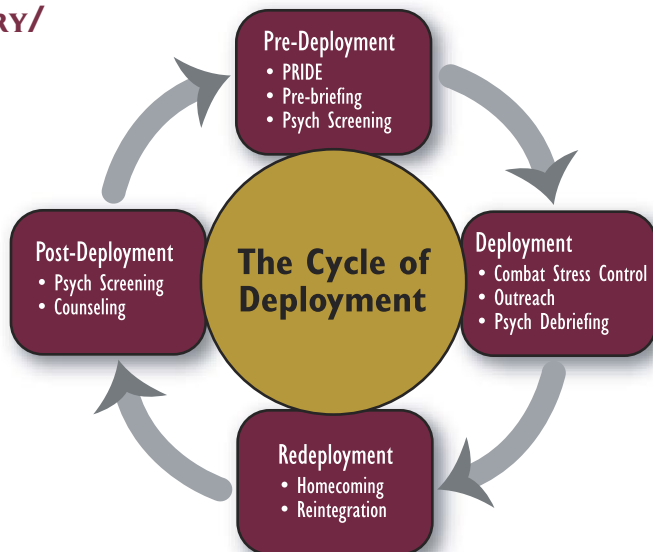 RY/
Pre-Deployment
• PRIDE
• Pre-briefing
• Psych Screening
Deployment
• Combat Stress Control
• Outreach
• Psych Debriefing
Redeployment
• Homecoming
• Reintegration
Post-Deployment
• Psych Screening
• Counseling
The Cycle of
Deployment